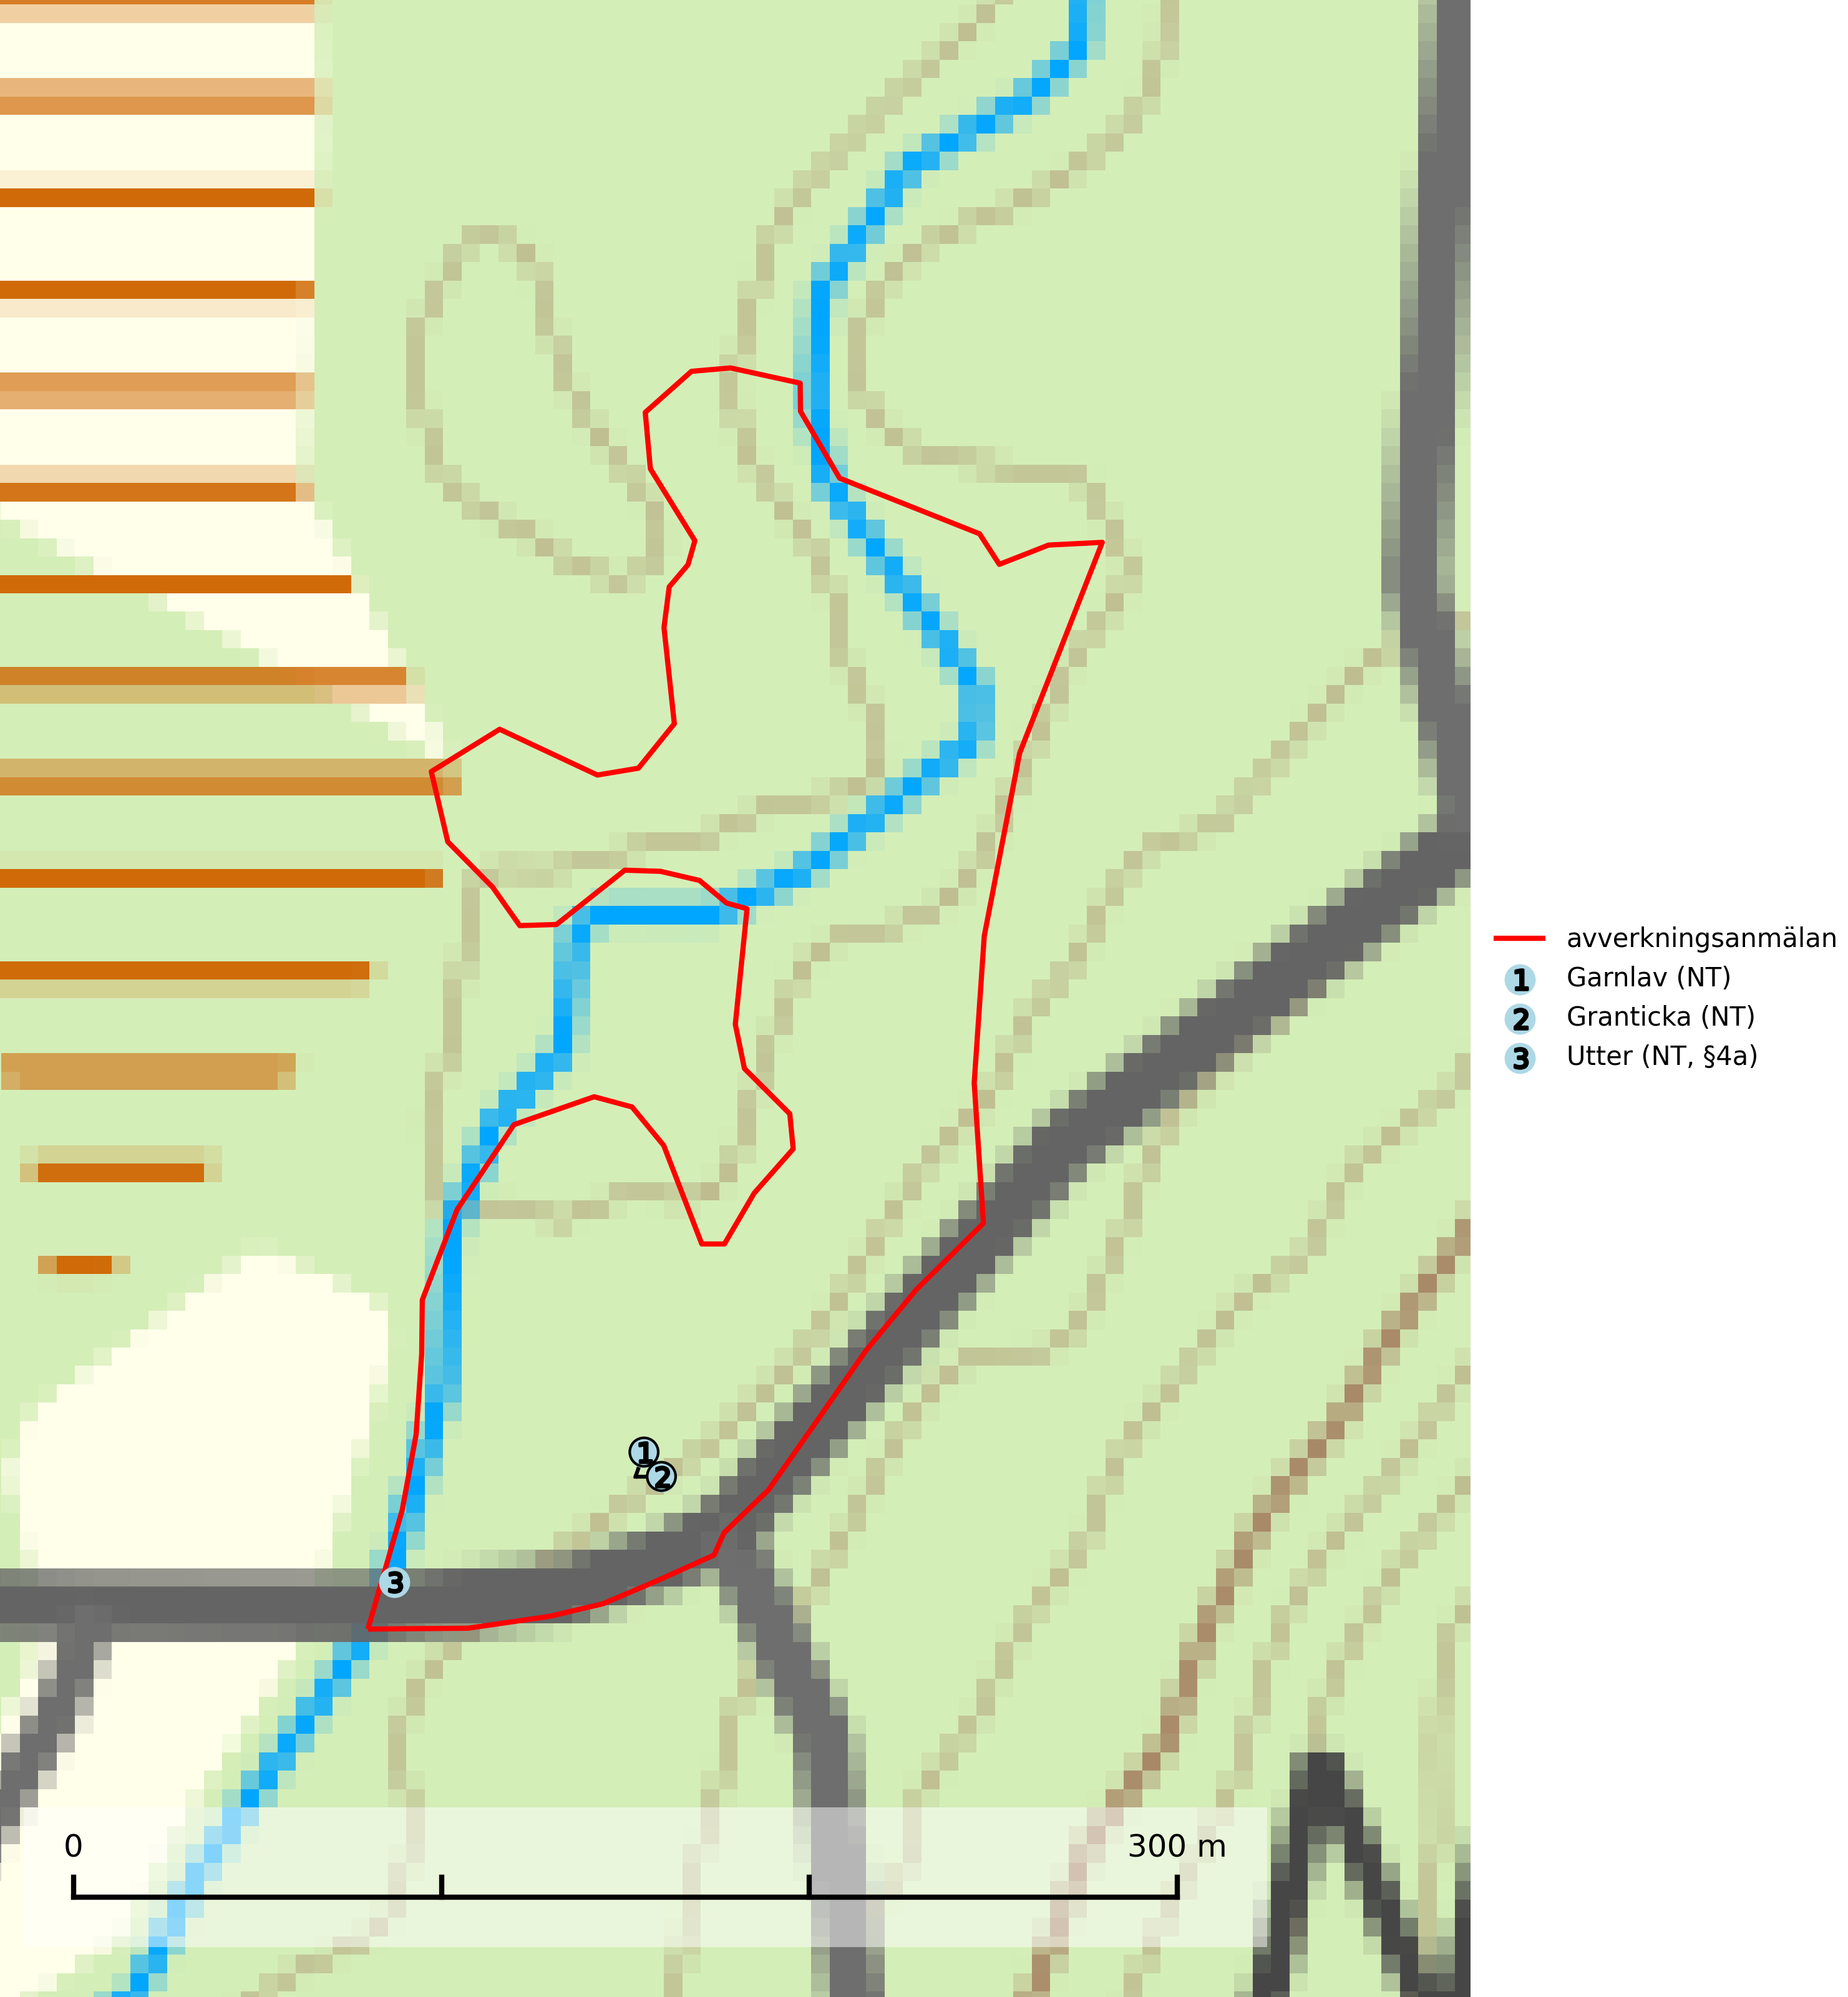 avverkningsanmälan
1 Garnlav (NT)
2 Granticka (NT)
3 Utter (NT, §4a)
1
2
3
0 300 m